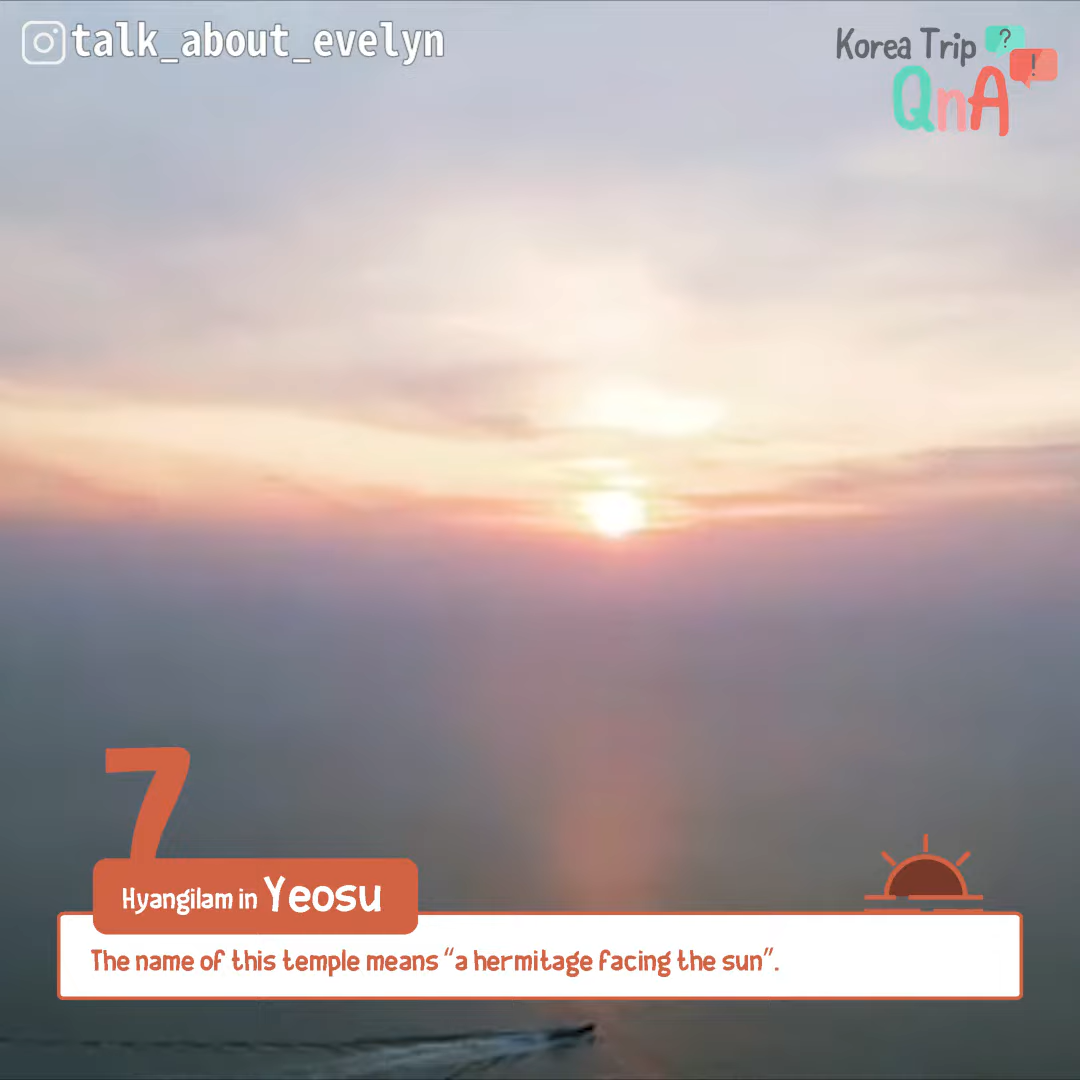 talk_about_evelyn
Korea Trip ?
!
QnA
7
Hyangilam in Yeosu
The name of this temple means “a hermitage facing the sun”.